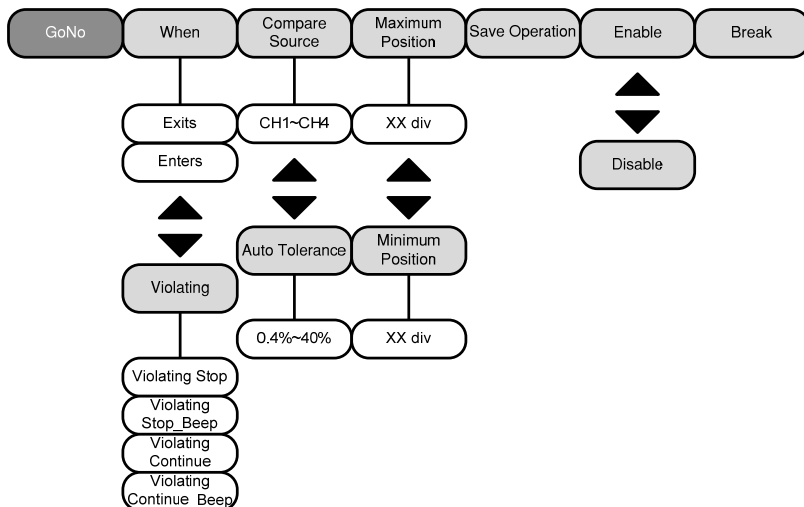 GoNo
When
Compare
Source
Maximum
Position
Save Operation
Enable
Break
Exits
Enters
CH1~CH4
XX div
Disable
Auto Tolerance
Minimum
Position
Violating
0.4%~40%
XX div
Violating Stop
Violating
Stop_Beep
Violating
Continue
Violating
Continue_Beep